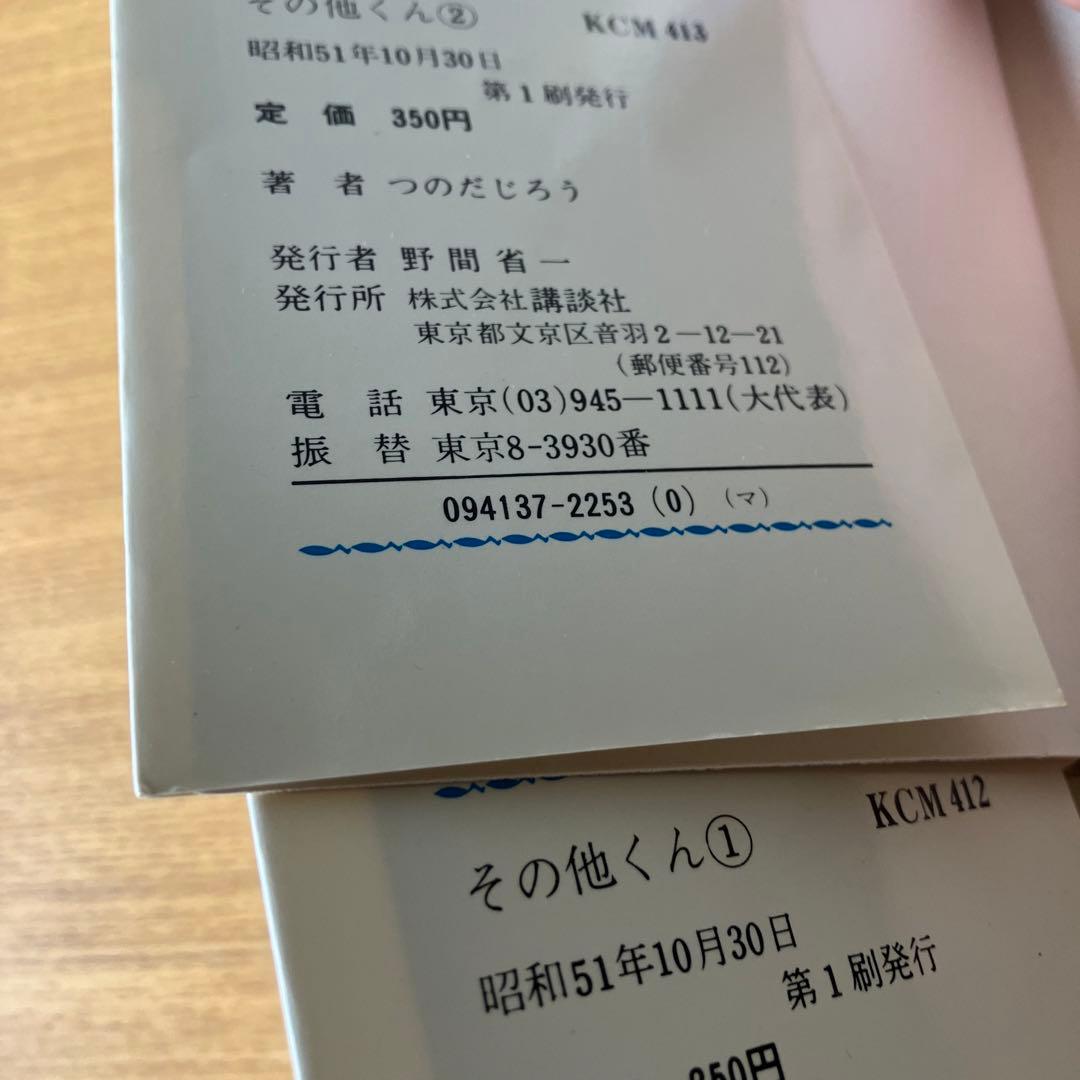 その他くん② KCM 413
昭和51年10月30日
第1刷発行
定 価 350円
著 者 つのだじろう
発行者 野間省一
発行所 株式会社講談社
東京都文京区音羽2―12―21
(郵便番号112)
電 話 東京(03)945―1111(大代表)
振 替 東京8-3930番
094137-2253 (0) (マ)
その他くん① KCM 412
昭和51年10月30日
第1刷発行
350円